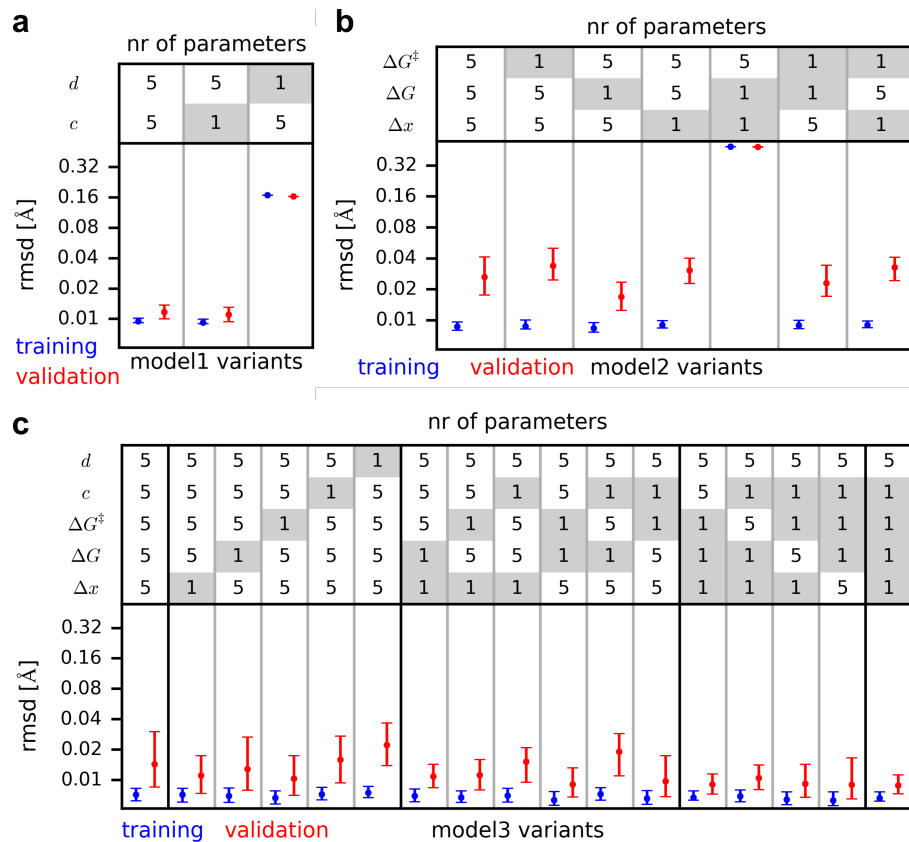 a
nr of parameters
d 5 5 1
c 5 1 5
rmsd [Å]
0.32
0.16
0.08
0.04
0.02
0.01
training
validation
model1 variants
b
nr of parameters
ΔG‡ 5 1 5 5 5 1 1
ΔG 5 5 1 5 1 1 5
Δx 5 5 5 1 1 5 1
rmsd [Å]
0.32
0.16
0.08
0.04
0.02
0.01
training validation model2 variants
c
nr of parameters
d 5 5 5 5 5 1 5 5 5 5 5 5 5 5 5 5 5
c 5 5 5 5 1 5 5 5 1 5 1 1 5 1 1 1 1
ΔG‡ 5 5 5 1 5 5 5 1 5 1 5 1 1 5 1 1 1
ΔG 5 5 1 5 5 5 1 5 5 1 1 5 1 1 5 1 1
Δx 5 1 5 5 5 5 1 1 1 5 5 5 1 1 1 5 1
rmsd [Å]
0.32
0.16
0.08
0.04
0.02
0.01
training validation model3 variants